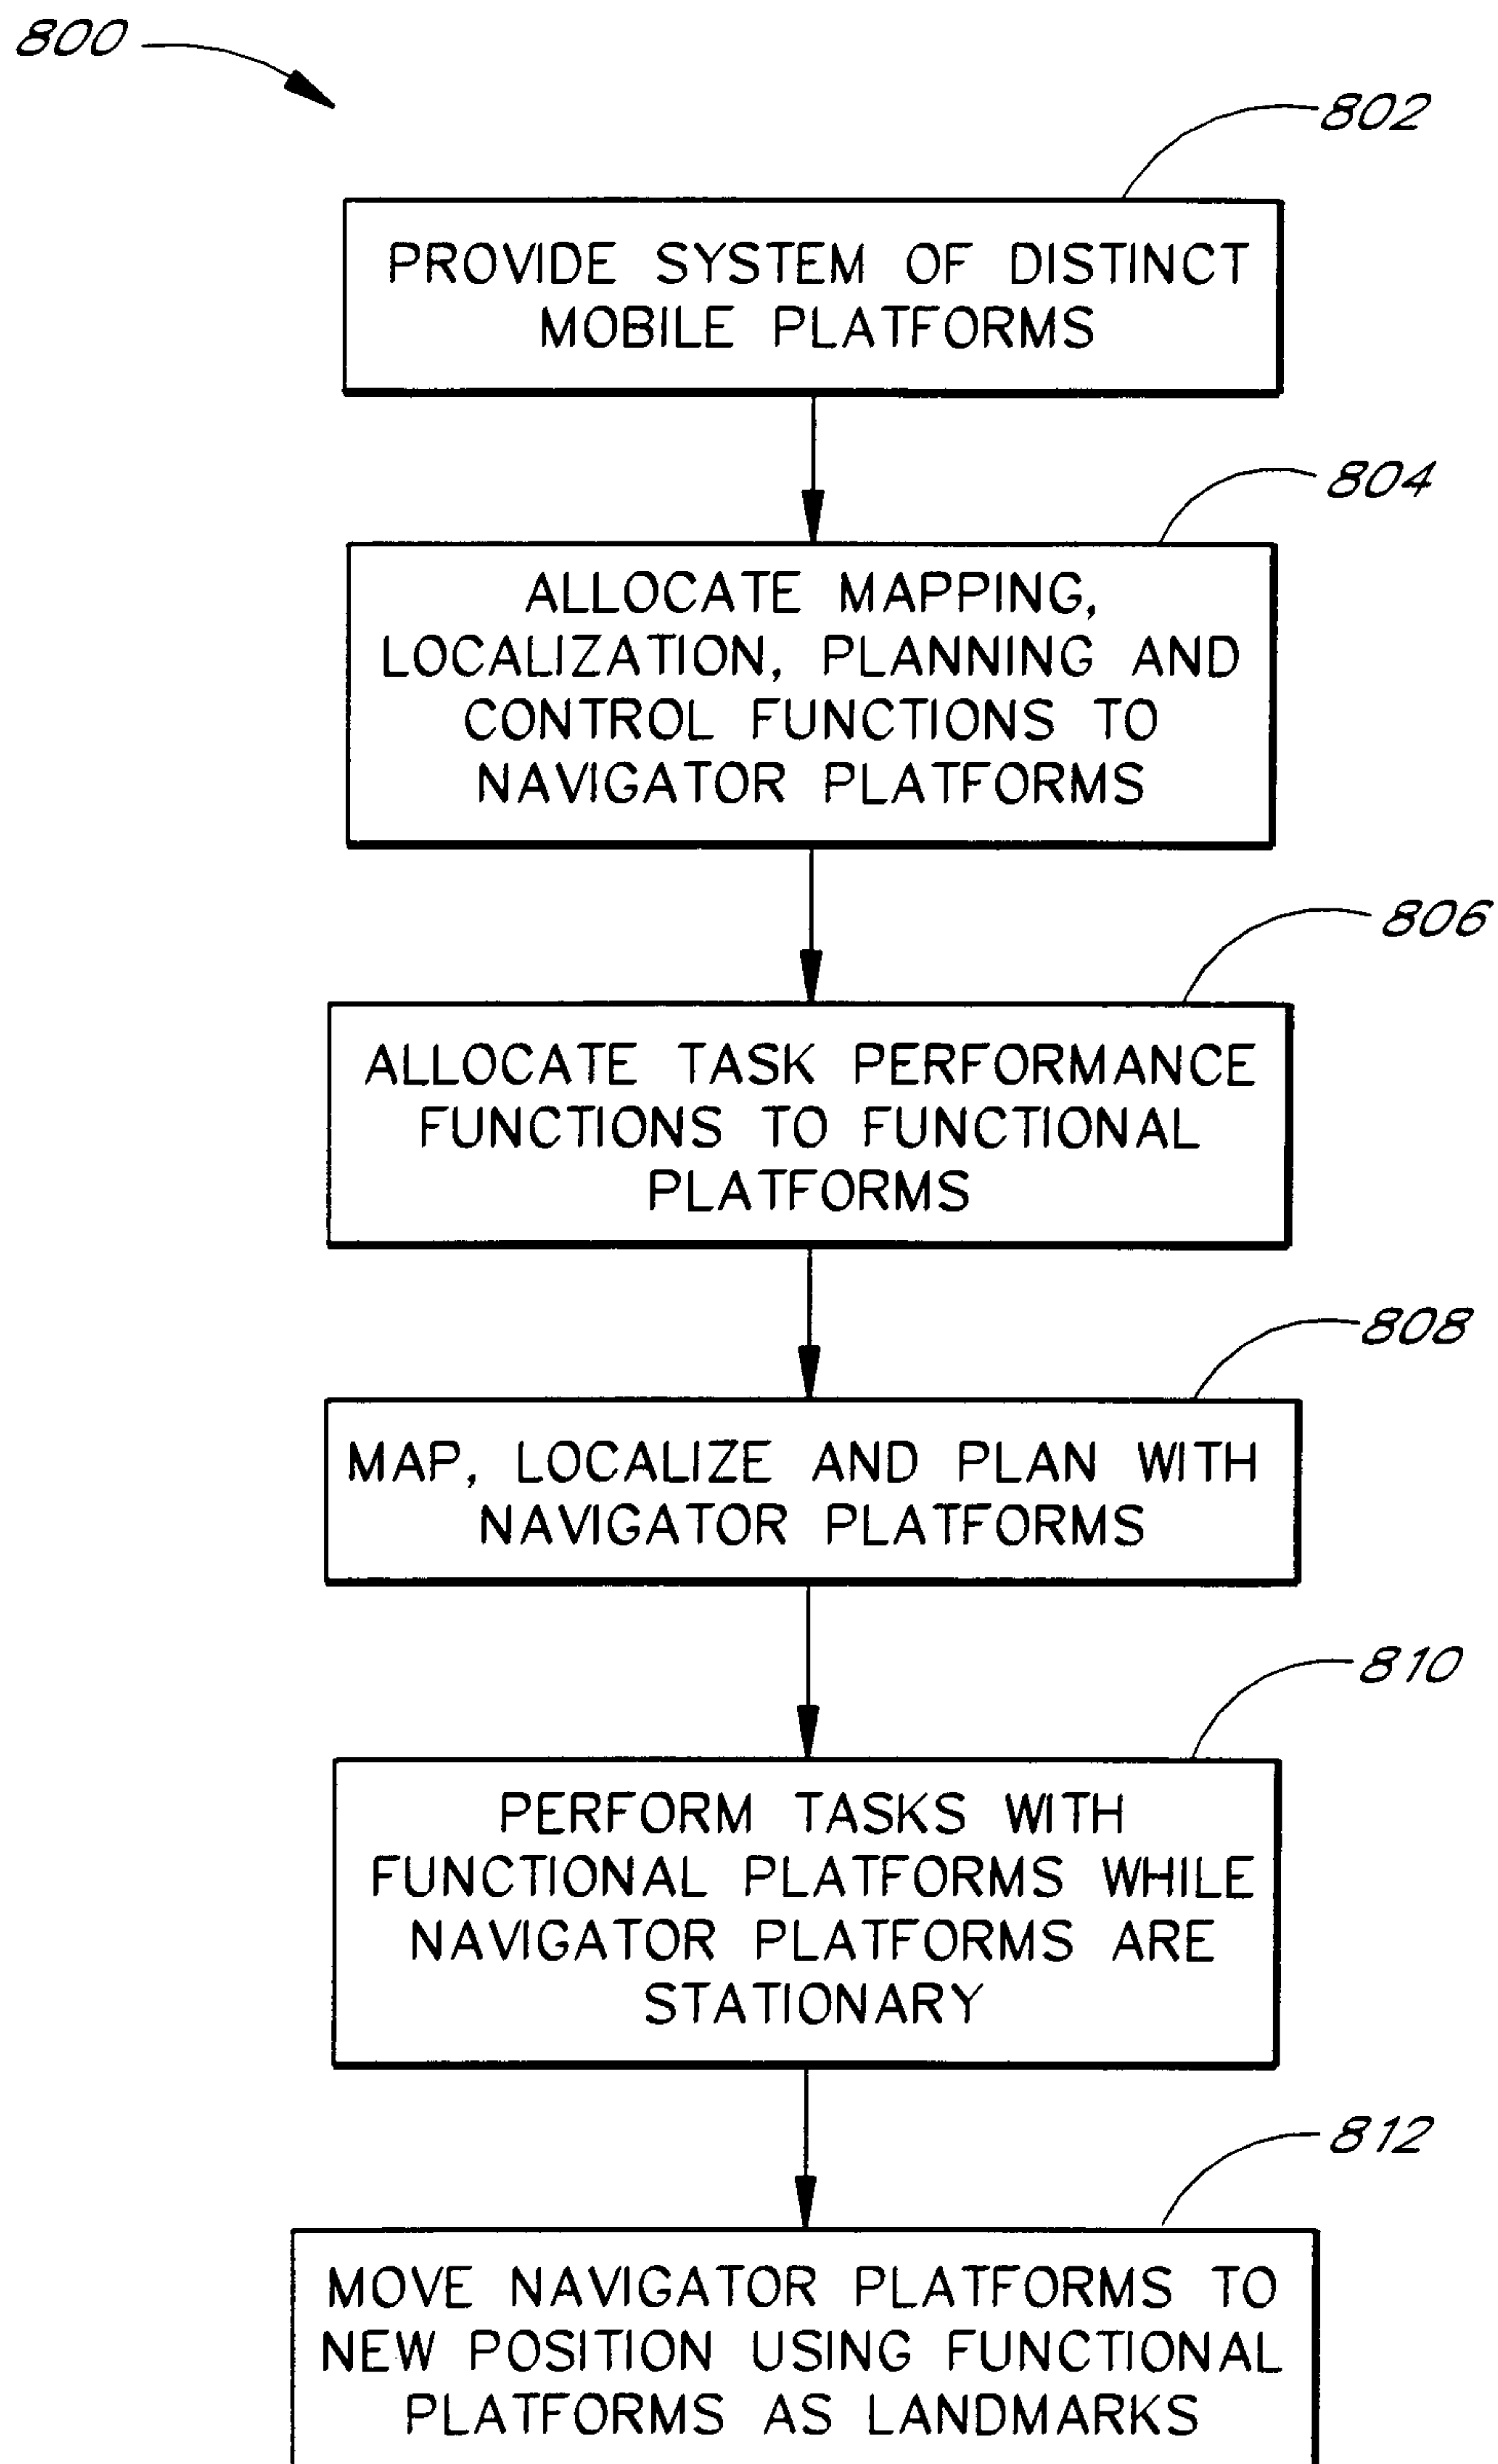 800
802
PROVIDE SYSTEM OF DISTINCT
MOBILE PLATFORMS
804
ALLOCATE MAPPING,
LOCALIZATION, PLANNING AND
CONTROL FUNCTIONS TO
NAVIGATOR PLATFORMS
806
ALLOCATE TASK PERFORMANCE
FUNCTIONS TO FUNCTIONAL
PLATFORMS
808
MAP, LOCALIZE AND PLAN WITH
NAVIGATOR PLATFORMS
810
PERFORM TASKS WITH
FUNCTIONAL PLATFORMS WHILE
NAVIGATOR PLATFORMS ARE
STATIONARY
812
MOVE NAVIGATOR PLATFORMS TO
NEW POSITION USING FUNCTIONAL
PLATFORMS AS LANDMARKS